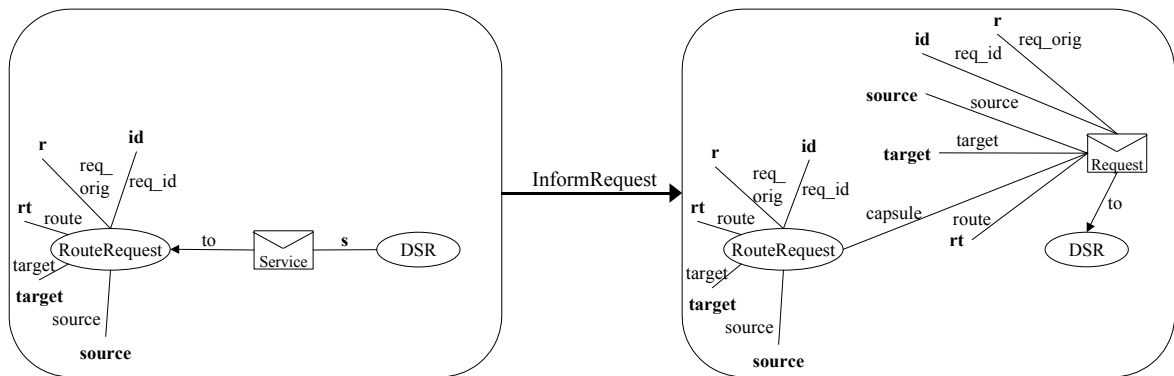 r
id
req_
orig
req_id
rt
route
RouteRequest
to
Service
s
DSR
target
target
source
source
InformRequest
r
id
req_id
req_orig
source
source
target
target
Request
to
capsule
route
rt
DSR
r
id
req_
orig
req_id
rt
route
RouteRequest
target
target
source
source